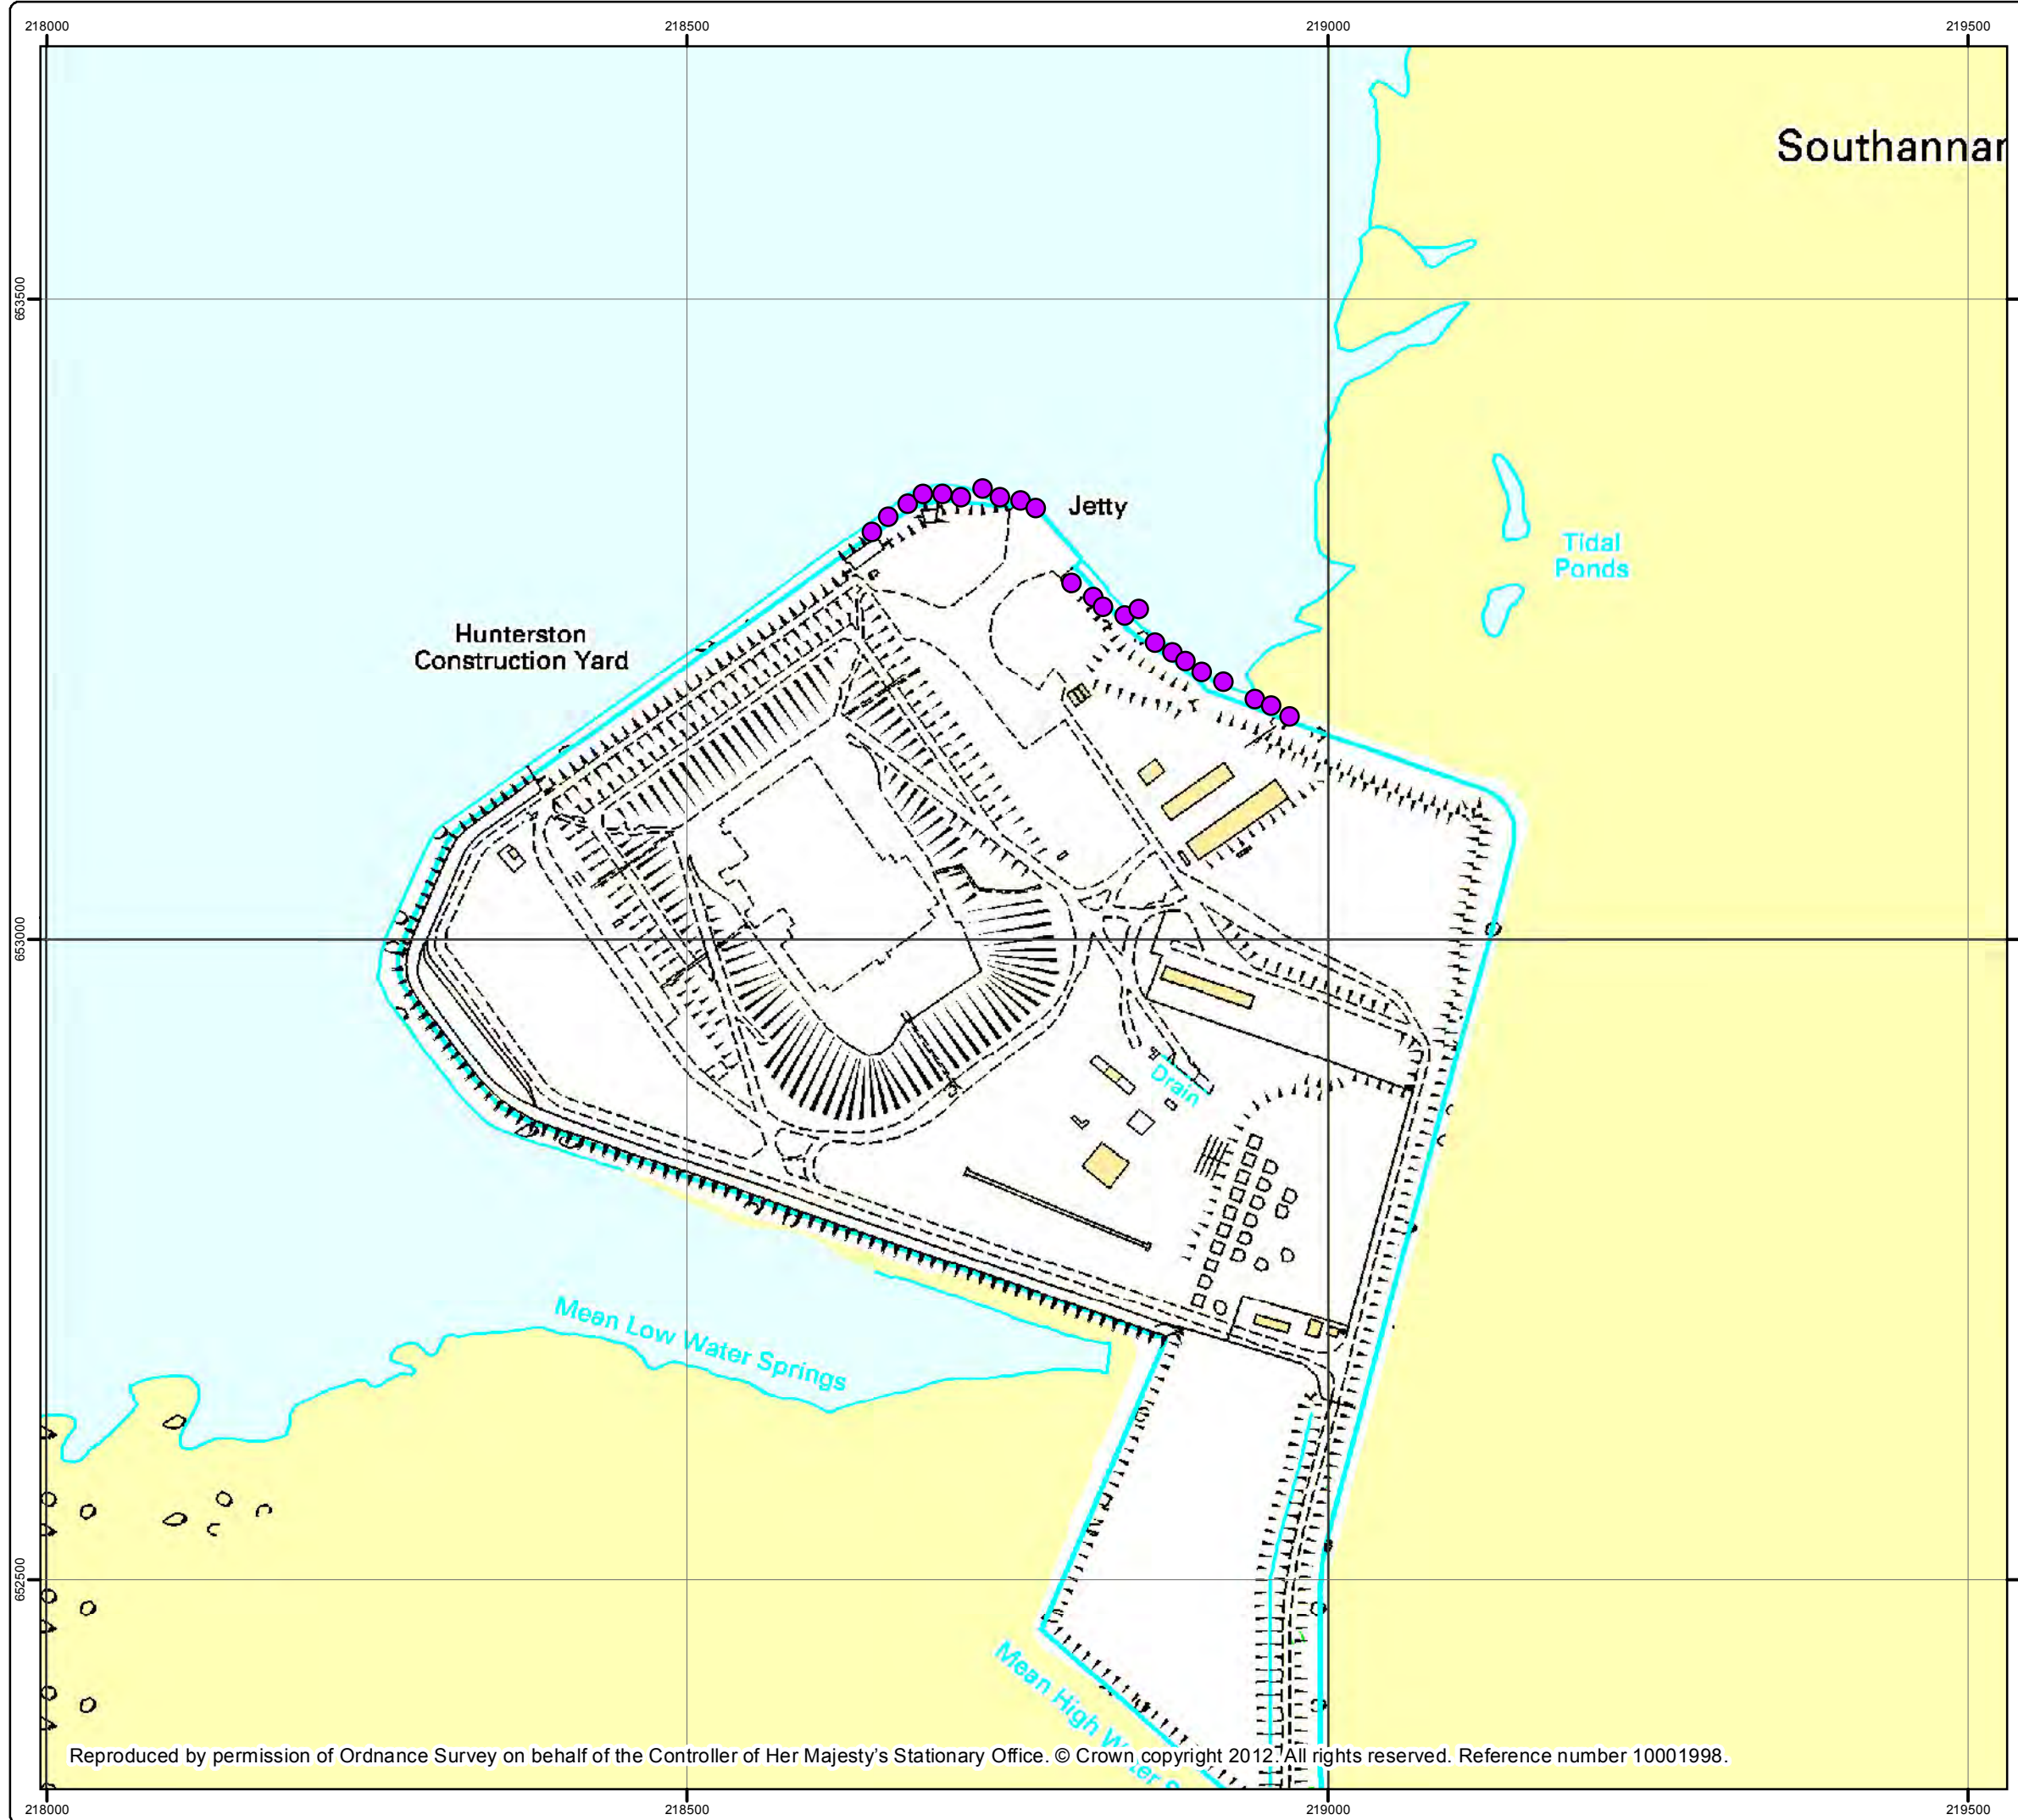 218000
218500
219000
219500
Southannan
653500
Jetty
Tidal
Ponds
Hunterston
Construction Yard
653000
Drain
Mean Low Water Springs
652500
Mean High Water
Reproduced by permission of Ordnance Survey on behalf of the Controller of Her Majesty's Stationary Office. © Crown copyright 2012. All rights reserved. Reference number 10001998.
218000
218500
219000
219500